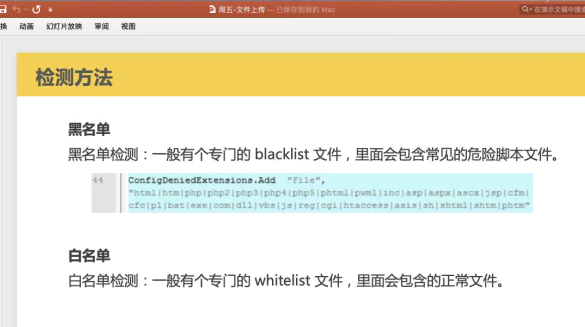 周五-文件上传 — 已保存到我的 Mac
在演示文稿中搜索
换 动画 幻灯片放映 审阅 视图
检测方法
黑名单
黑名单检测：一般有个专门的 blacklist 文件，里面会包含常见的危险脚本文件。
44 ConfigDeniedExtensions.Add "File",
"html|htm|php|php2|php3|php4|php5|phtml|pwml|inc|asp|aspx|ascx|jsp|cfm|
cfc|pl|bat|exe|com|dll|vbs|js|reg|cgi|htaccess|asis|sh|shtml|shtm|phtm"
白名单
白名单检测：一般有个专门的 whitelist 文件，里面会包含的正常文件。